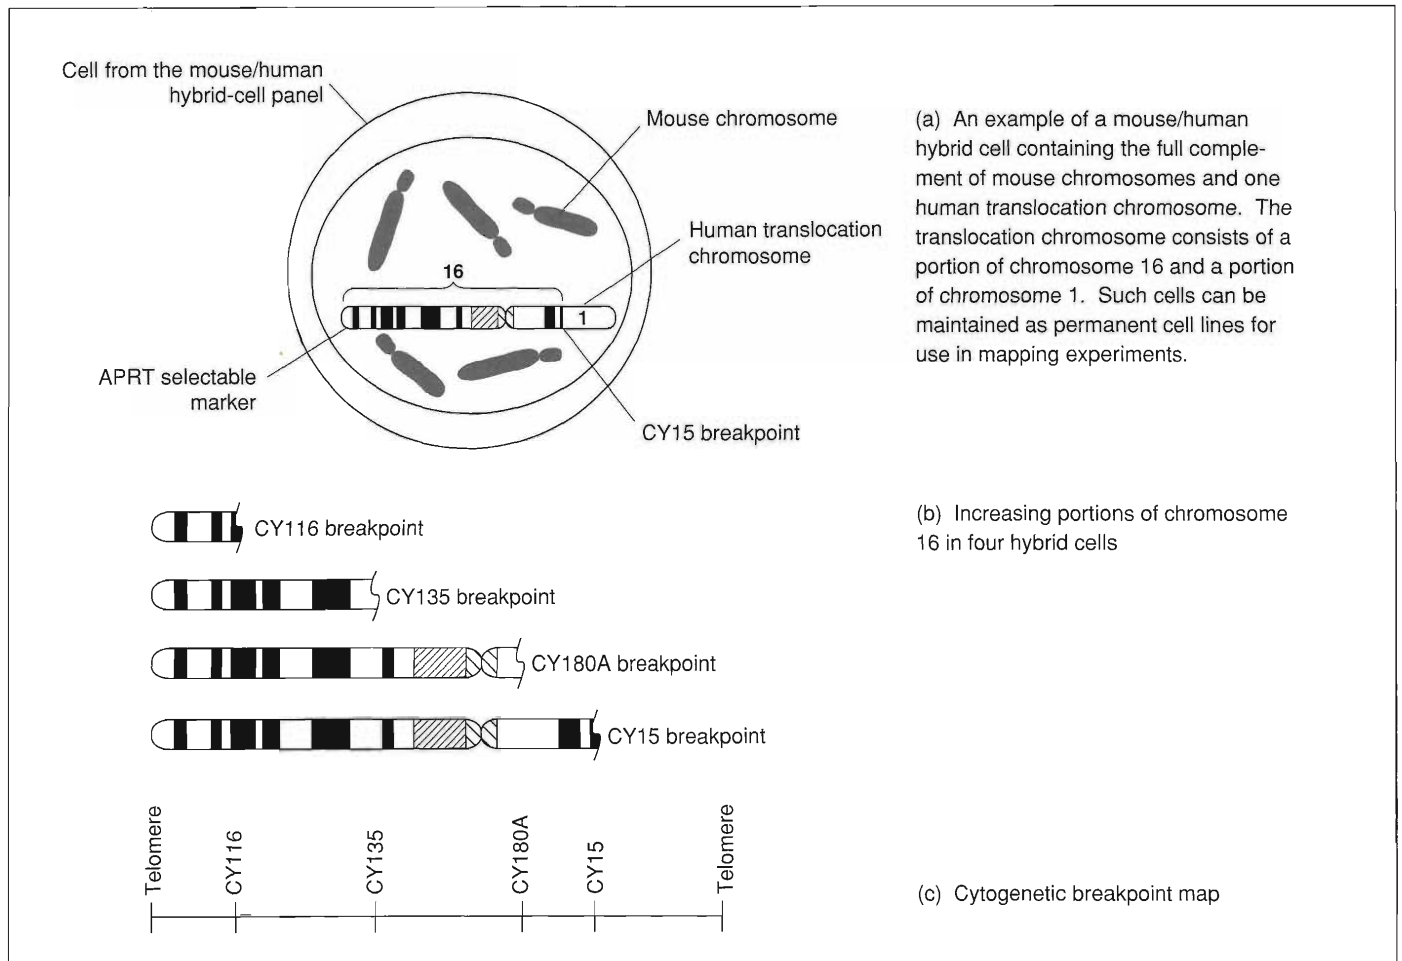 Cell from the mouse/human
hybrid-cell panel
Mouse chromosome
Human translocation
chromosome
16
1
APRT selectable
marker
CY15 breakpoint
(a) An example of a mouse/human
hybrid cell containing the full comple-
ment of mouse chromosomes and one
human translocation chromosome. The
translocation chromosome consists of a
portion of chromosome 16 and a portion
of chromosome 1. Such cells can be
maintained as permanent cell lines for
use in mapping experiments.
CY116 breakpoint
CY135 breakpoint
CY180A breakpoint
CY15 breakpoint
(b) Increasing portions of chromosome
16 in four hybrid cells
Telomere
CY116
CY135
CY180A
CY15
Telomere
(c) Cytogenetic breakpoint map